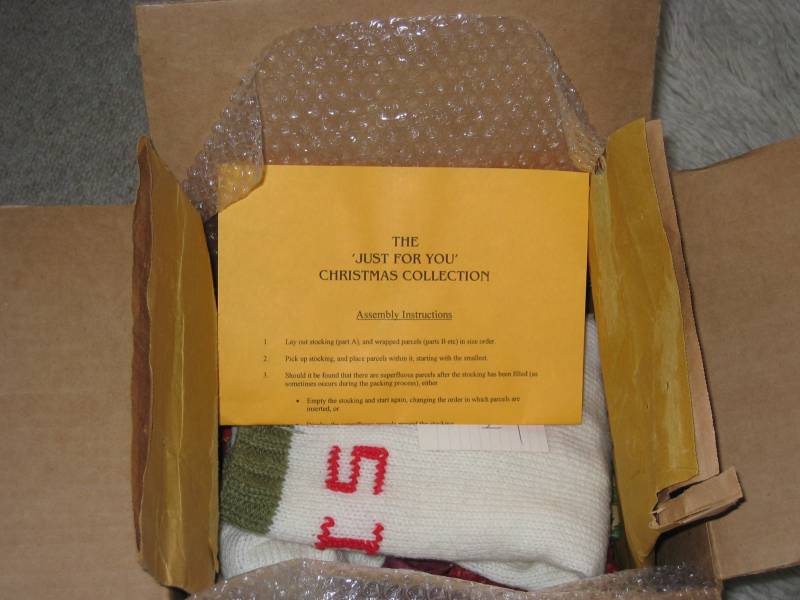 THE
'JUST FOR YOU'
CHRISTMAS COLLECTION
Assembly Instructions
1. Lay out stocking (part A), and wrapped parcels (parts B etc) in size order.
2. Pick up stocking, and place parcels within it, starting with the smallest.
3. Should it be found that there are superfluous parcels after the stocking has been filled (as
sometimes occurs during the packing process), either
• Empty the stocking and start again, changing the order in which parcels are
inserted, or